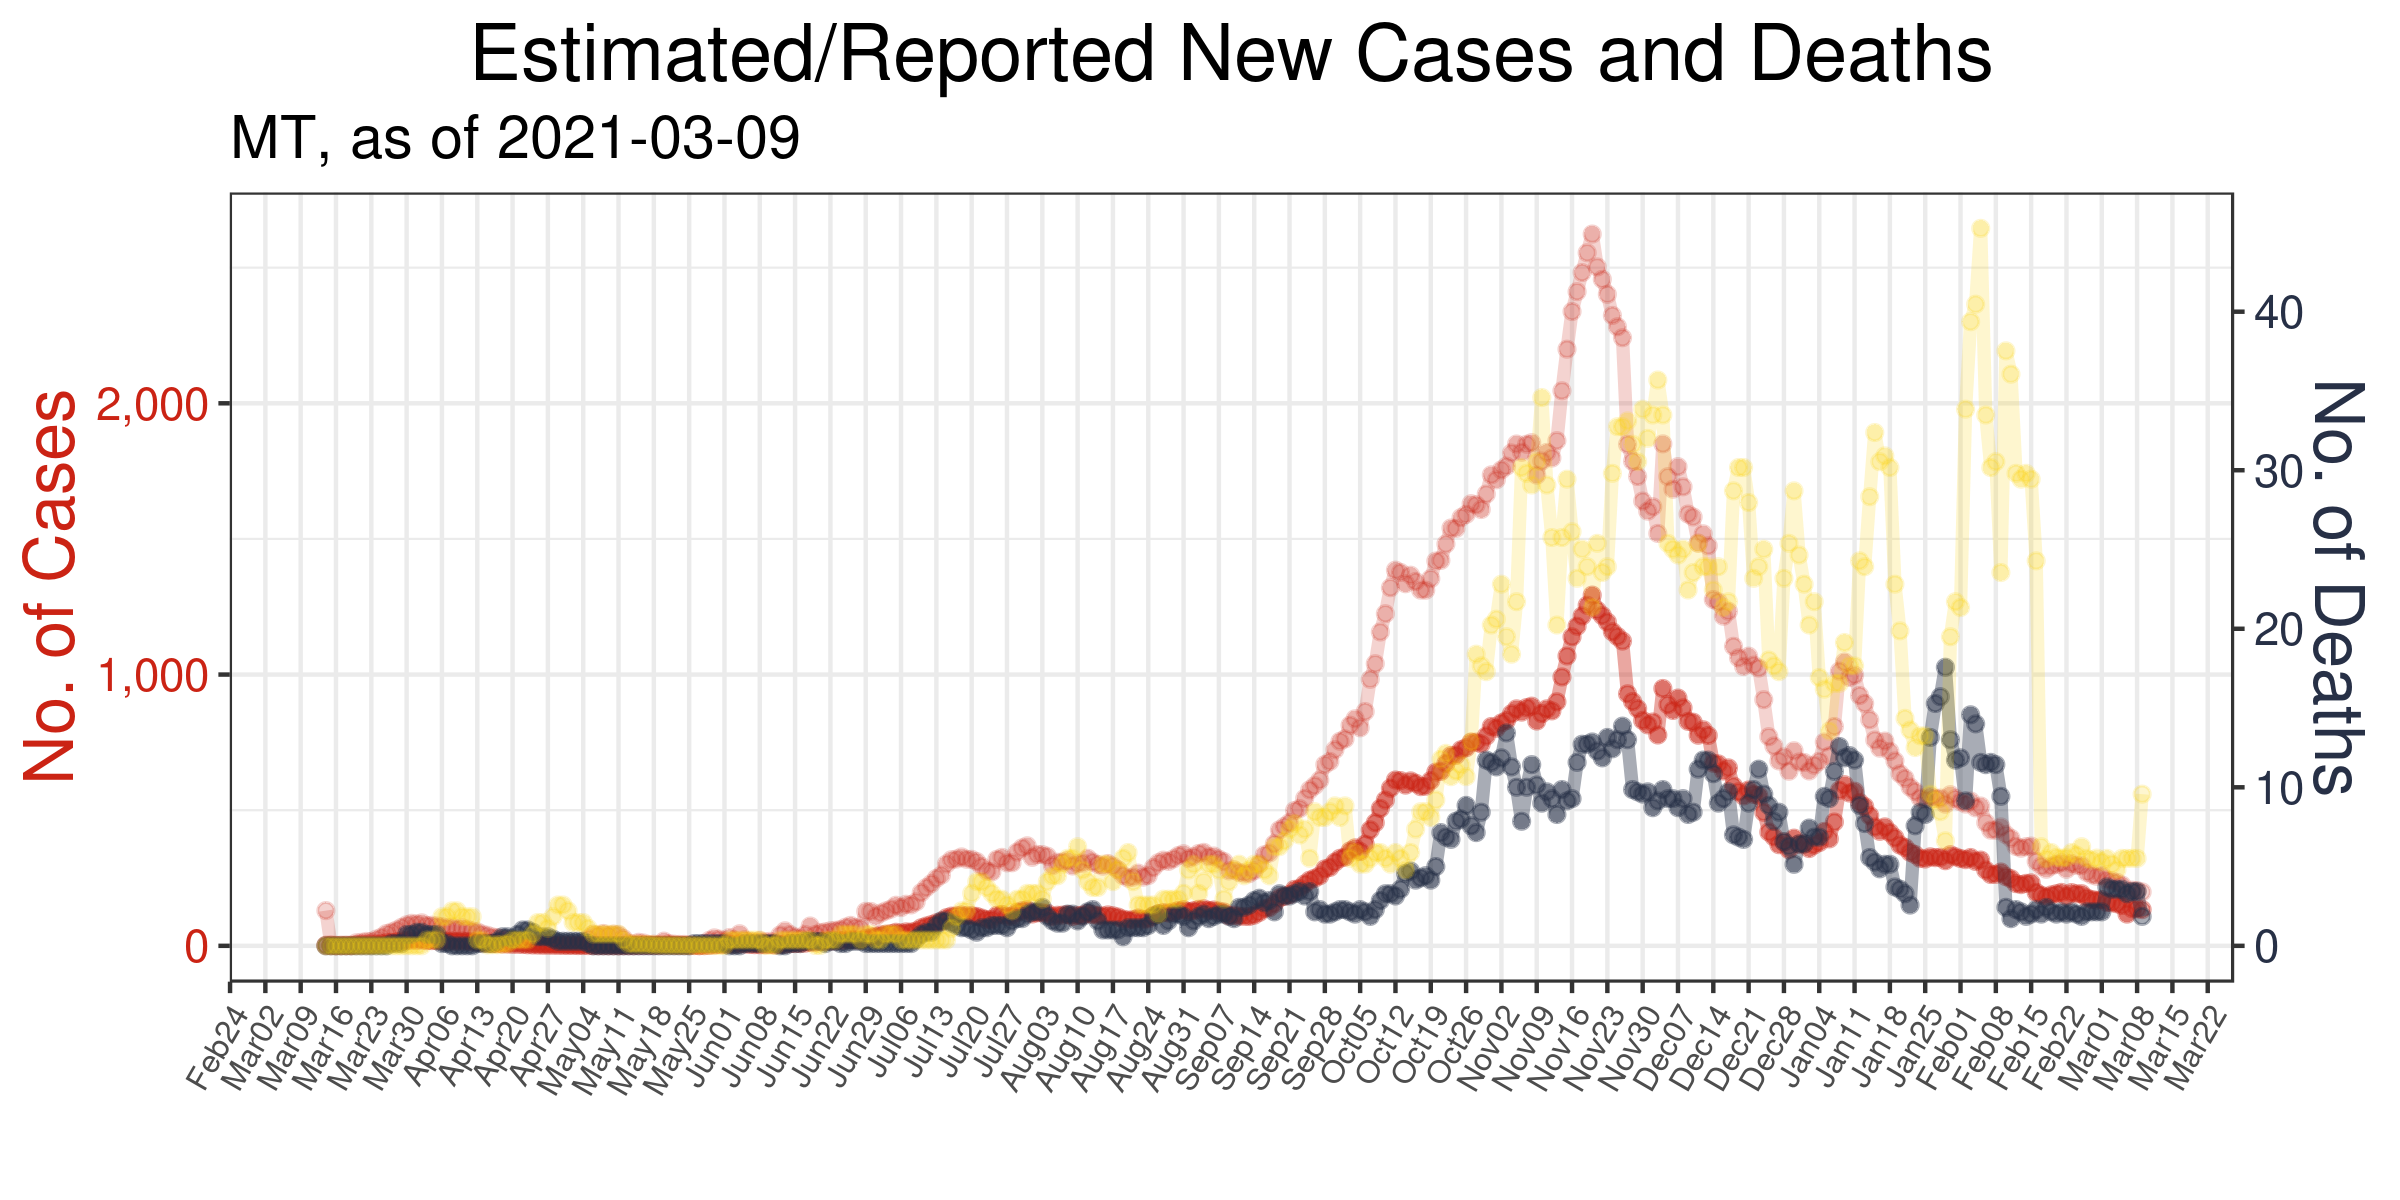 Estimated/Reported New Cases and Deaths
MT, as of 2021-03-09
No. of Cases
2,000
1,000
0
40
30
20
10
0
No. of Deaths
Feb24
Mar02
Mar09
Mar16
Mar23
Mar30
Apr06
Apr13
Apr20
Apr27
May04
May11
May18
May25
Jun01
Jun08
Jun15
Jun22
Jun29
Jul06
Jul13
Jul20
Jul27
Aug03
Aug10
Aug17
Aug24
Aug31
Sep07
Sep14
Sep21
Sep28
Oct05
Oct12
Oct19
Oct26
Nov02
Nov09
Nov16
Nov23
Nov30
Dec07
Dec14
Dec21
Dec28
Jan04
Jan11
Jan18
Jan25
Feb01
Feb08
Feb15
Feb22
Mar01
Mar08
Mar15
Mar22